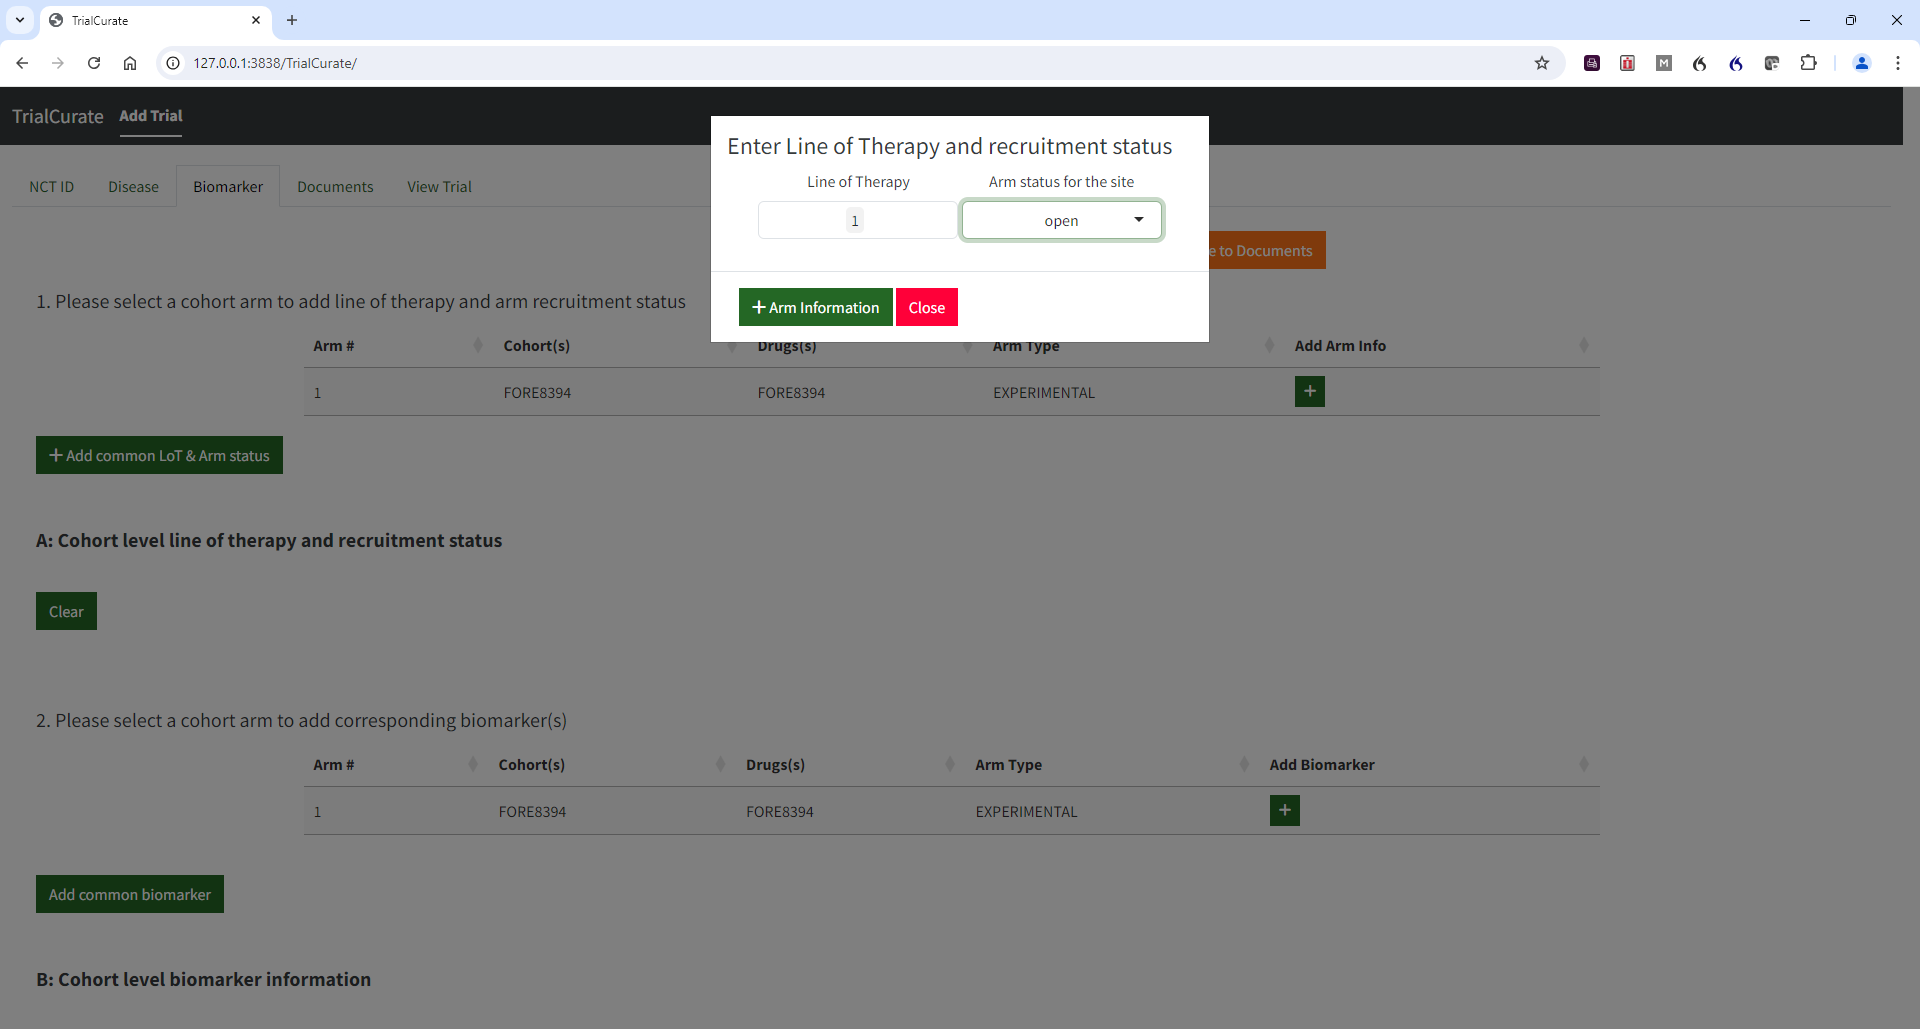 TrialCurate
127.0.0.1:3838/TrialCurate/
TrialCurate Add Trial
NCT ID Disease Biomarker Documents View Trial
Enter Line of Therapy and recruitment status
Line of Therapy Arm status for the site
1 open
+ Arm Information Close
e to Documents
1. Please select a cohort arm to add line of therapy and arm recruitment status
Arm # Cohort(s) Drugs(s) Arm Type Add Arm Info
1 FORE8394 FORE8394 EXPERIMENTAL +
+ Add common LoT & Arm status
A: Cohort level line of therapy and recruitment status
Clear
2. Please select a cohort arm to add corresponding biomarker(s)
Arm # Cohort(s) Drugs(s) Arm Type Add Biomarker
1 FORE8394 FORE8394 EXPERIMENTAL +
Add common biomarker
B: Cohort level biomarker information